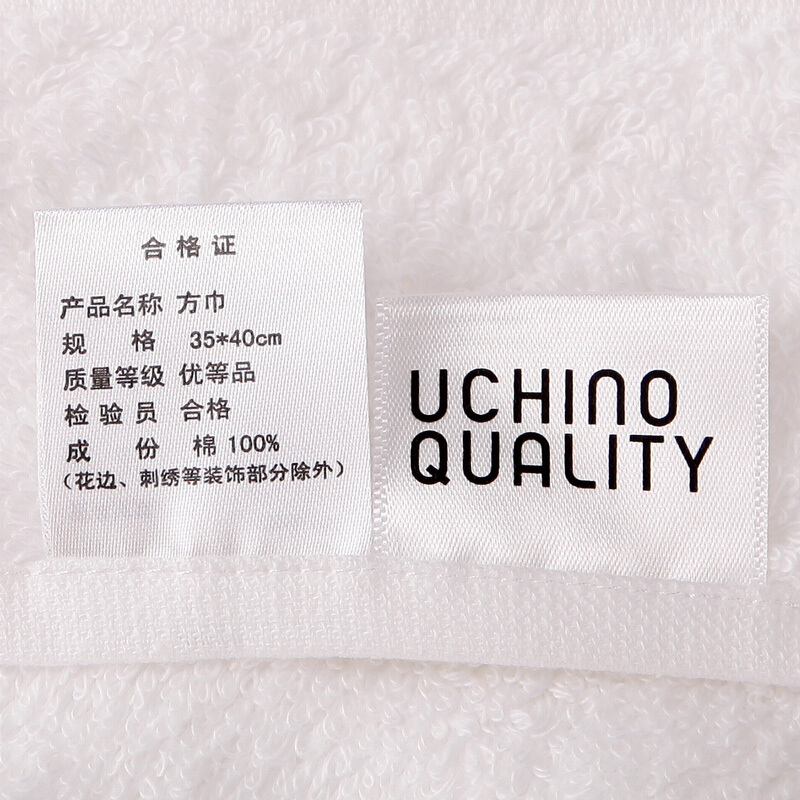 合格证
产品名称 方巾
规 格 35*40cm
质量等级 优等品
检验员 合格
成 份 棉 100%
（花边、刺绣等装饰部分除外）
UCHINO
QUALITY